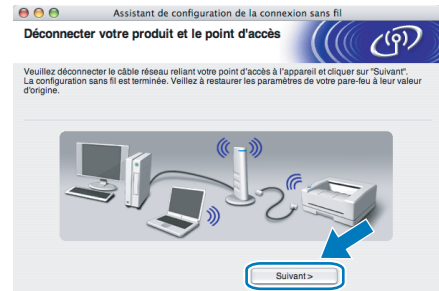 Assistant de configuration de la connexion sans fil
Déconnecter votre produit et le point d'accès
Veuillez déconnecter le câble réseau reliant votre point d'accès à l'appareil et cliquer sur "Suivant".
La configuration sans fil est terminée. Veillez à restaurer les paramètres de votre pare-feu à leur valeur
d'origine.
Suivant >